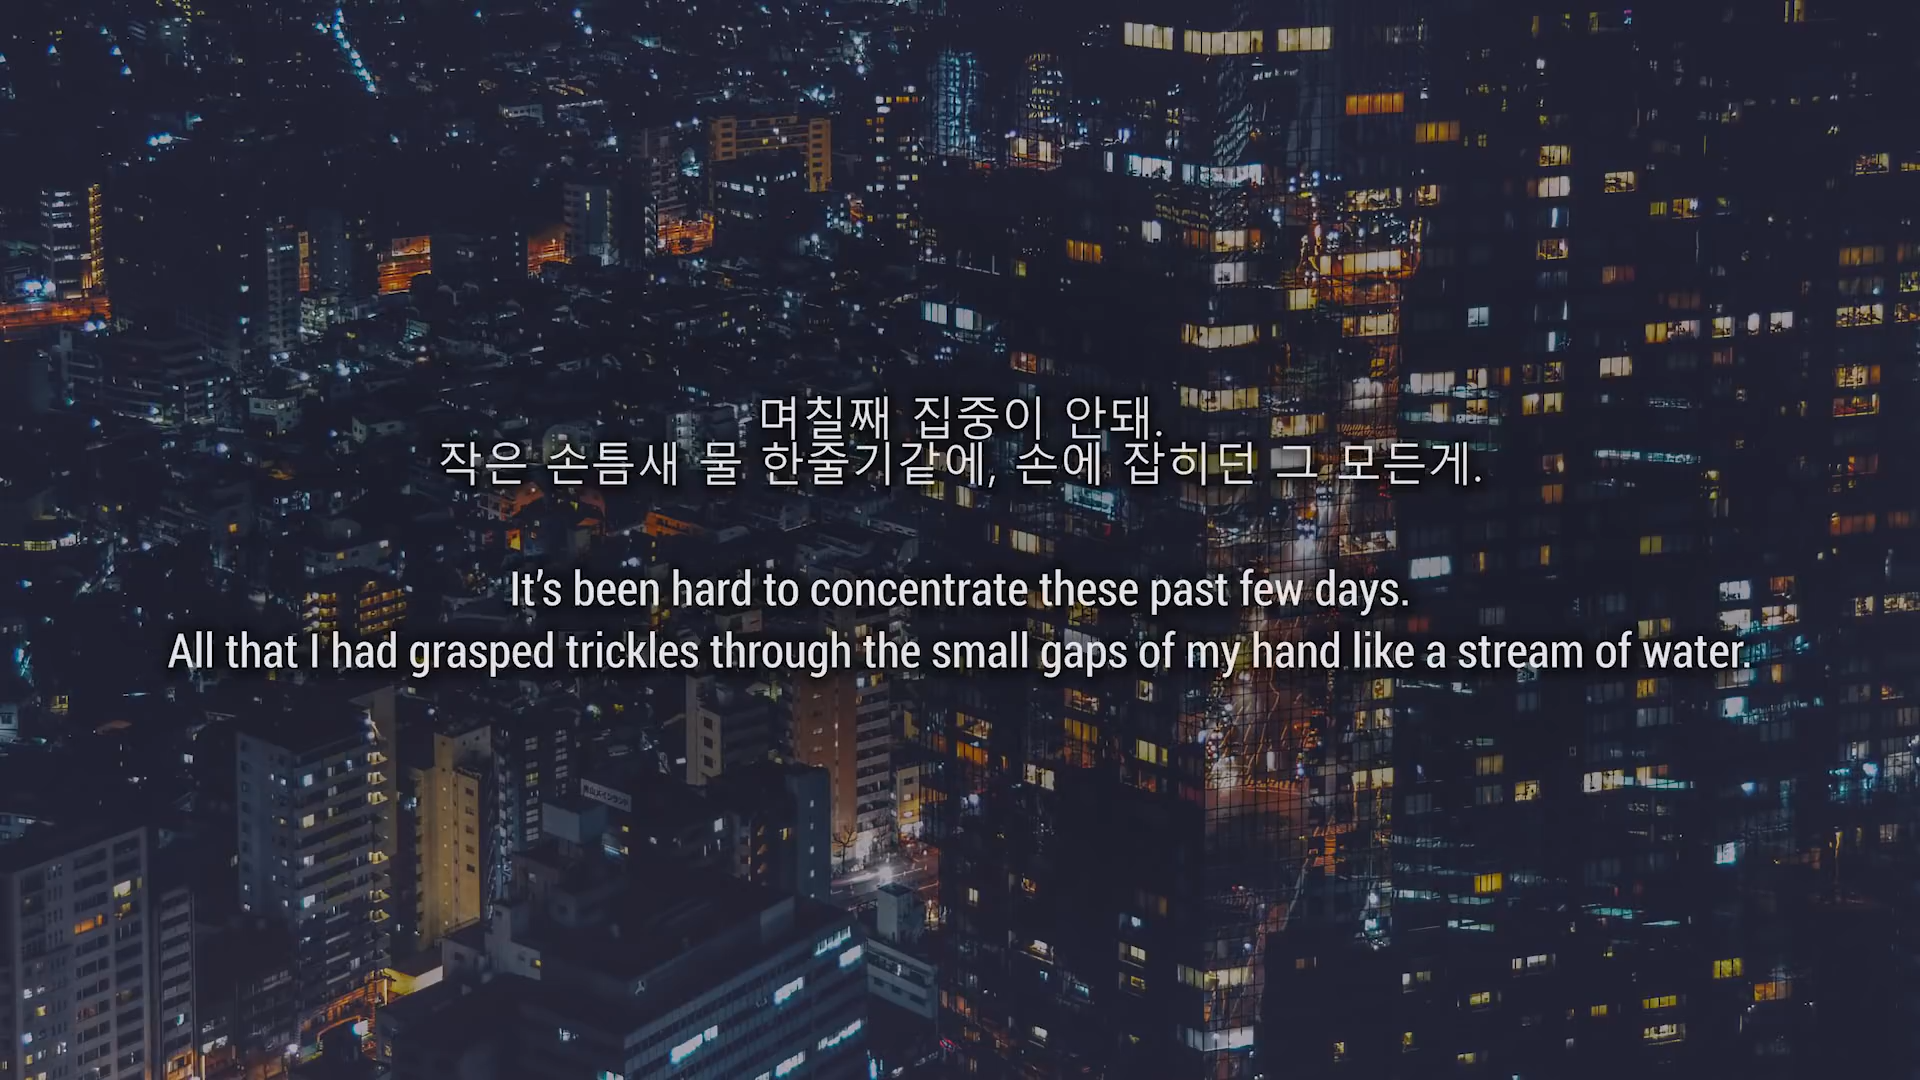 며칠째 집중이 안돼.
작은 손틈새 물 한줄기같에, 손에 잡히던 그 모든게.
It’s been hard to concentrate these past few days.
All that I had grasped trickles through the small gaps of my hand like a stream of water.